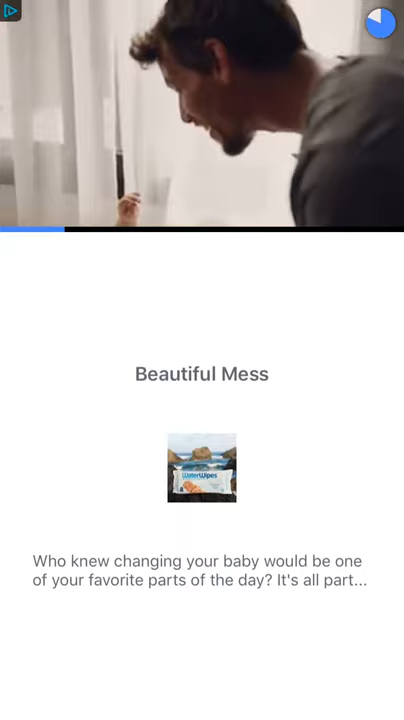 Beautiful Mess
WaterWipes
Who knew changing your baby would be one
of your favorite parts of the day? It's all part...